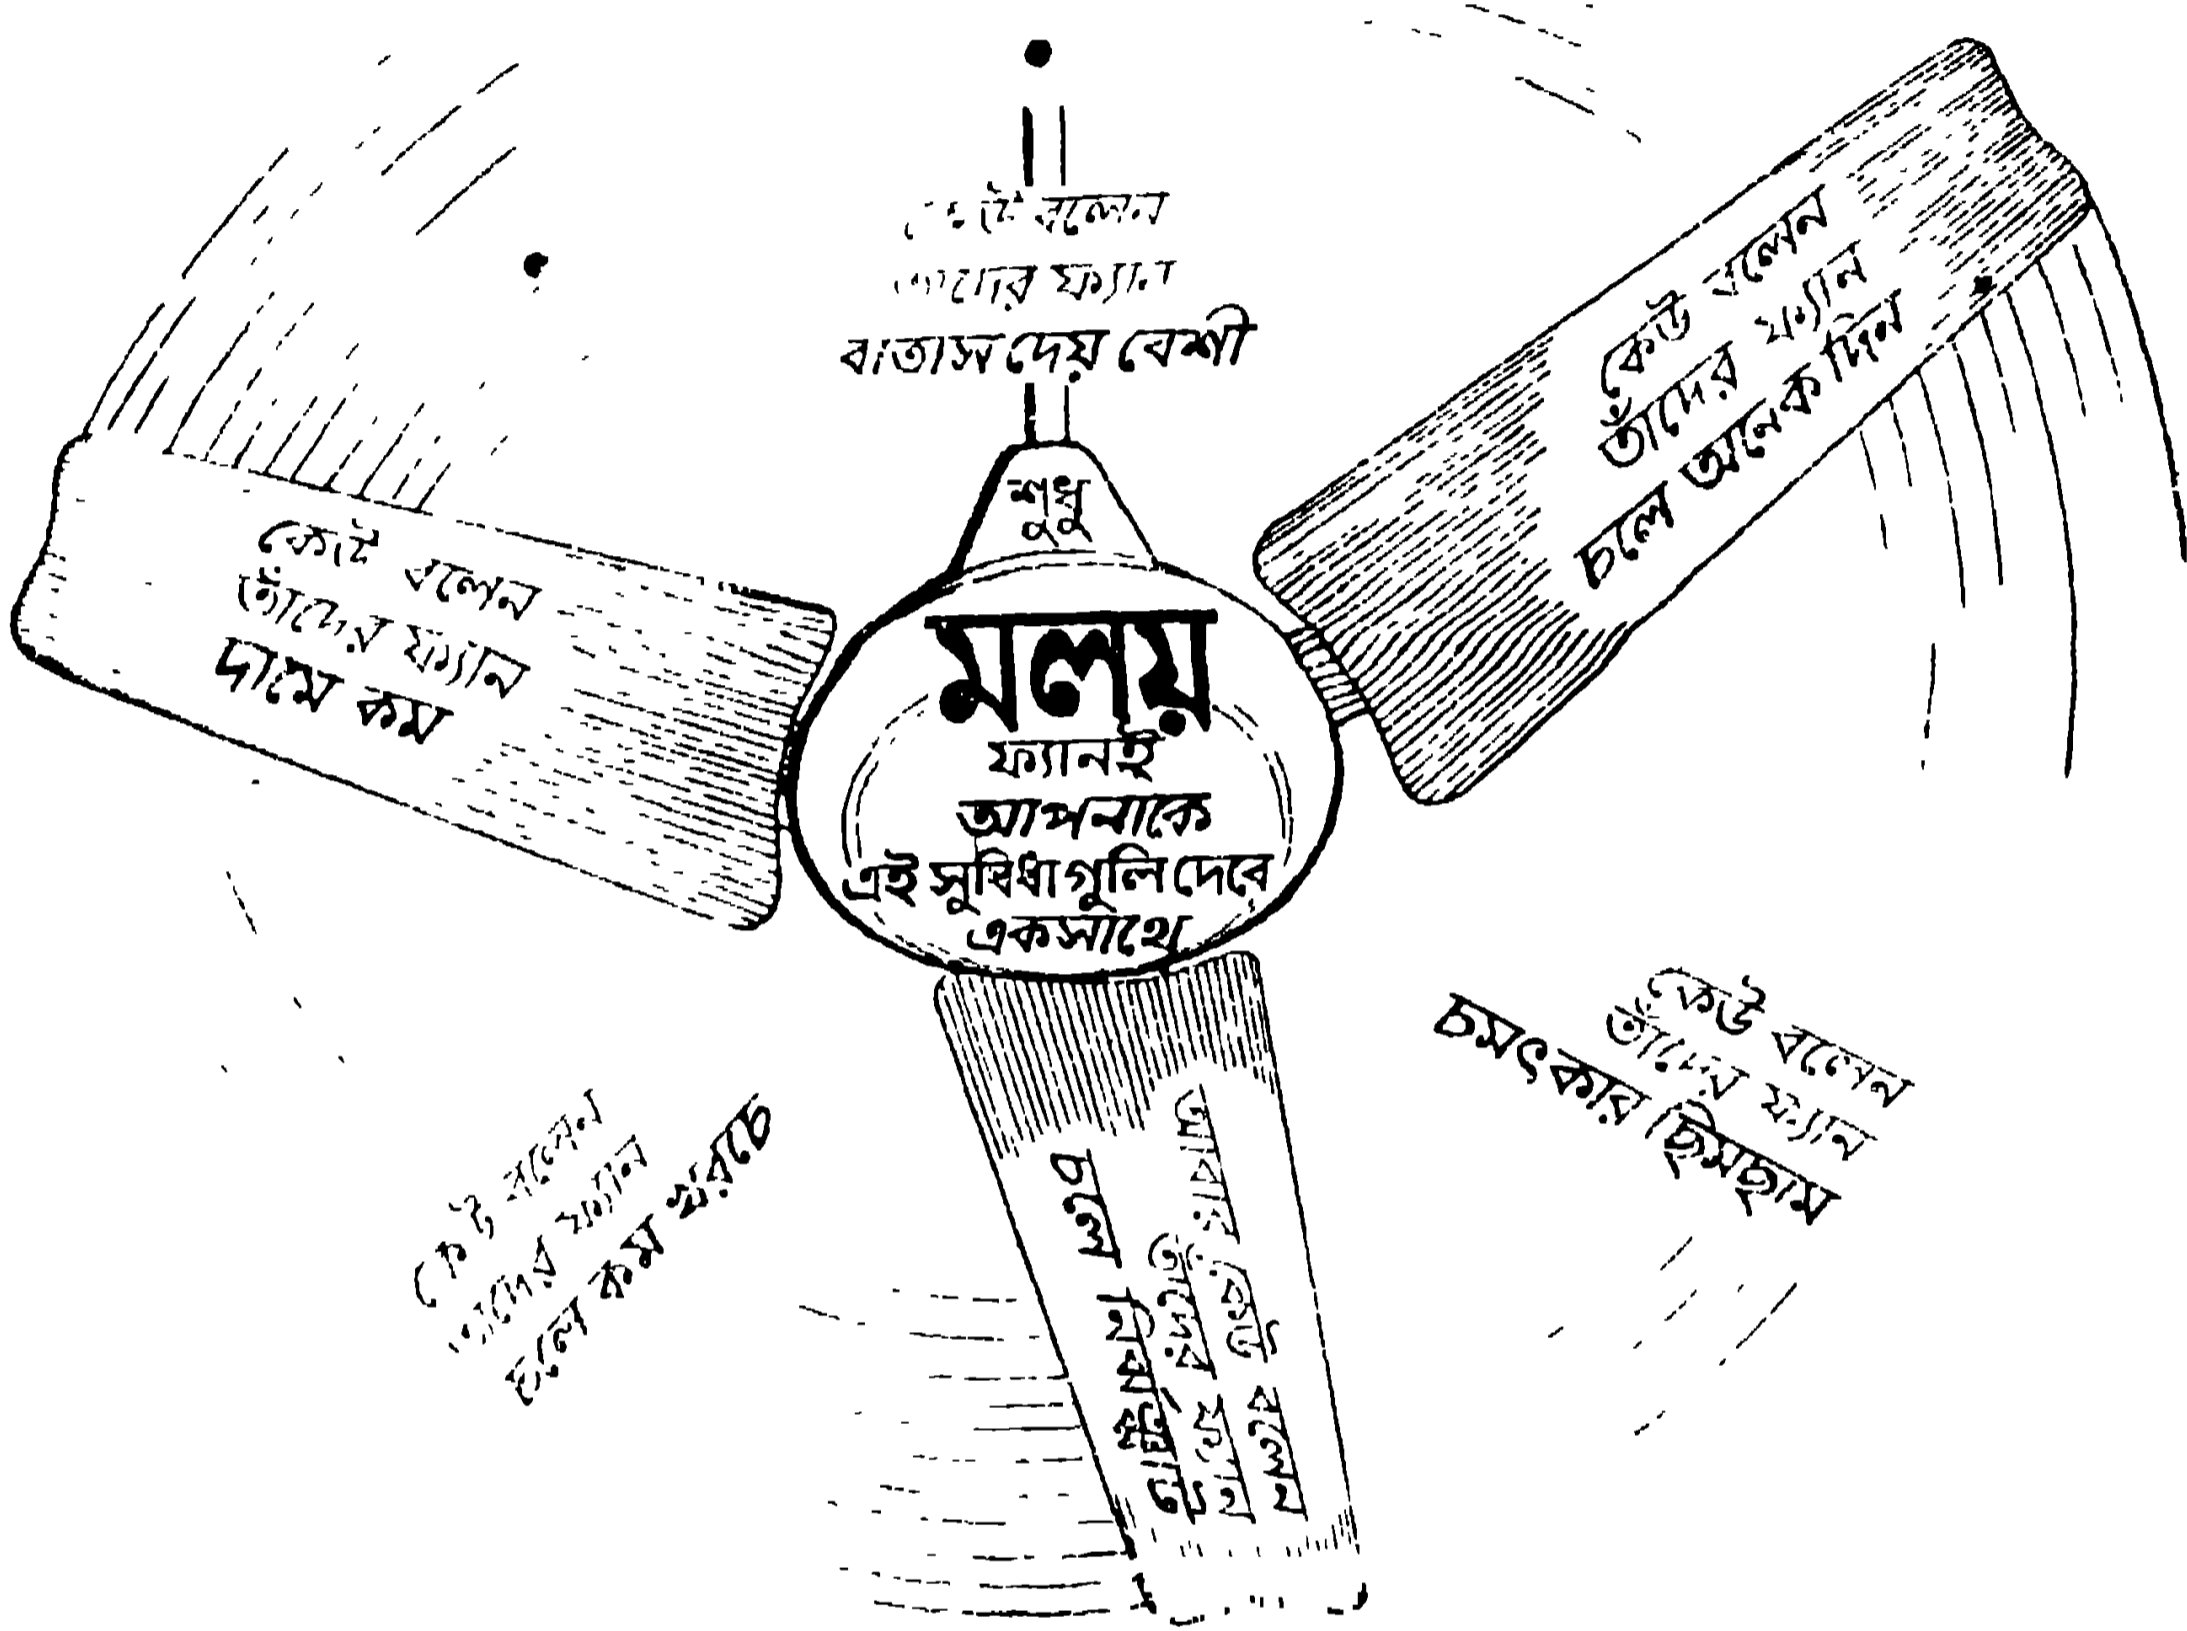 কেউ বলেন
তাঁদের ফ্যান
বাতাস দেয় বেশী
কেউ বলেন
তাঁদের ফ্যান
চলে অনেক দিন
কেউ বলেন
তাঁদের ফ্যান
দামে কম
শুধু
মলয়
ফ্যানই
আপনাকে
এই সুবিধাগুলি দেবে
একসাথে
কেউ বলেন
তাঁদের ফ্যান
চমৎকার ছিমছাম
কেউ বলেন
তাঁদের ফ্যান
চলে কম খরচে
আবার কেউ বলেন
তাঁদের ফ্যান
চলে নিঃশব্দে